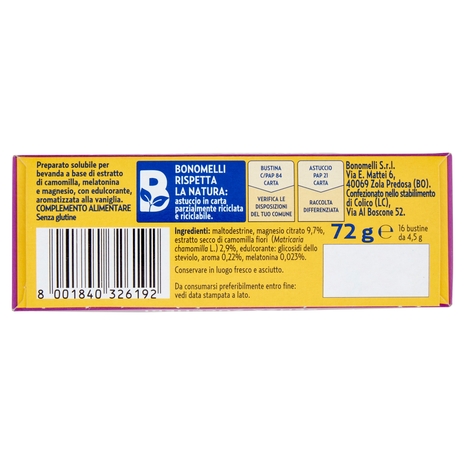 Preparato solubile per
bevanda a base di estratto
di camomilla, melatonina
e magnesio, con edulcorante,
aromatizzata alla vaniglia.
COMPLEMENTO ALIMENTARE
Senza glutine
8 001840 326192
B
BONOMELLI
RISPETTA
LA NATURA:
astuccio in carta
parzialmente riciclata
e riciclabile.
BUSTINA
C/PAP 84
CARTA
VERIFICA LE
DISPOSIZIONI
DEL TUO COMUNE
ASTUCCIO
PAP 21
CARTA
RACCOLTA
DIFFERENZIATA
Bonomelli S.r.l.
Via E. Mattei 6,
40069 Zola Predosa (BO).
Confezionato nello stabilimento
di Colico (LC),
Via Al Boscone 52.
Ingredienti: maltodestrine, magnesio citrato 9,7%,
estratto secco di camomilla fiori (Matricaria
chamomilla L.) 2,9%, edulcorante: glicosidi dello
steviolo, aroma 0,22%, melatonina 0,023%.
Conservare in luogo fresco e asciutto.
Da consumarsi preferibilmente entro fine:
vedi data stampata a lato.
72 g ℮ 16 bustine
da 4,5 g